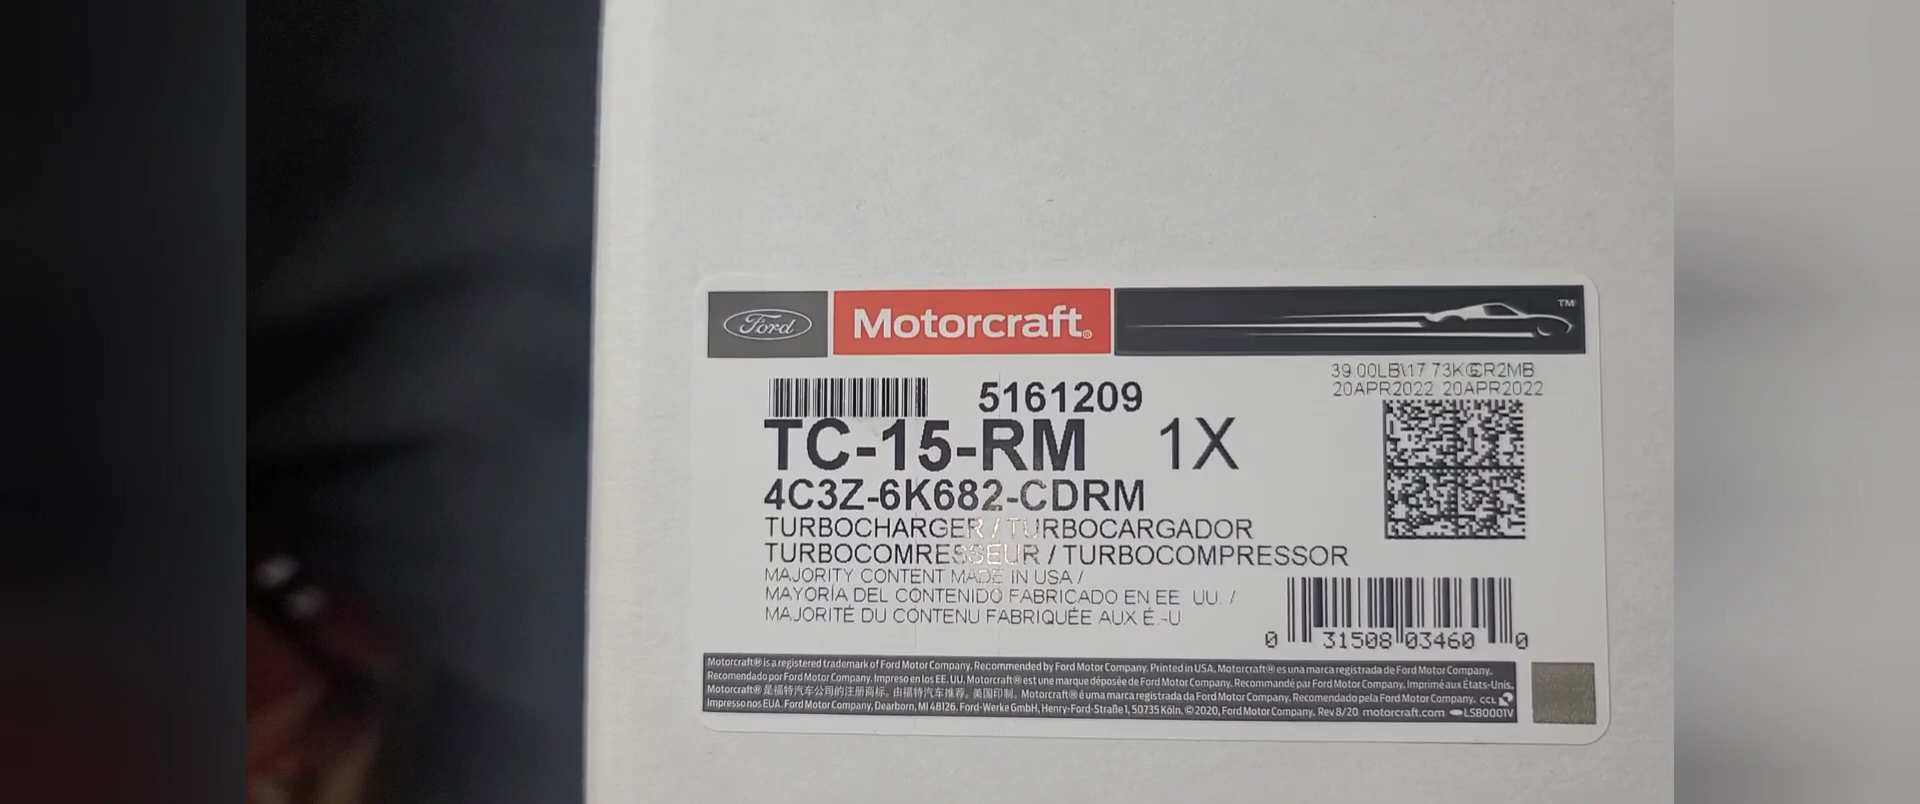 Ford Motorcraft® TM
39.00LB\17.73KG ER2MB
20APR2022 20APR2022
5161209
TC-15-RM 1X
4C3Z-6K682-CDRM
TURBOCHARGER / TURBOCARGADOR
TURBOCOMRESSEUR / TURBOCOMPRESSOR
MAJORITY CONTENT MADE IN USA /
MAYORÍA DEL CONTENIDO FABRICADO EN EE. UU. /
MAJORITÉ DU CONTENU FABRIQUÉE AUX É.-U.
0 31508 03460 0
Motorcraft® is a registered trademark of Ford Motor Company. Recommended by Ford Motor Company. Printed in USA. Motorcraft® es una marca registrada de Ford Motor Company.
Recomendado por Ford Motor Company. Impreso en los EE. UU. Motorcraft® est une marque déposée de Ford Motor Company. Recommandé par Ford Motor Company. Imprimé aux États-Unis.
Motorcraft® 是福特汽车公司的注册商标。由福特汽车推荐。美国印制。Motorcraft® é uma marca registrada da Ford Motor Company. Recomendado pela Ford Motor Company. CCL
Impresso nos EUA. Ford Motor Company, Dearborn, MI 48126. Ford-Werke GmbH, Henry-Ford-Straße 1, 50735 Köln. © 2020, Ford Motor Company. Rev 8/20 motorcraft.com LSB0001V